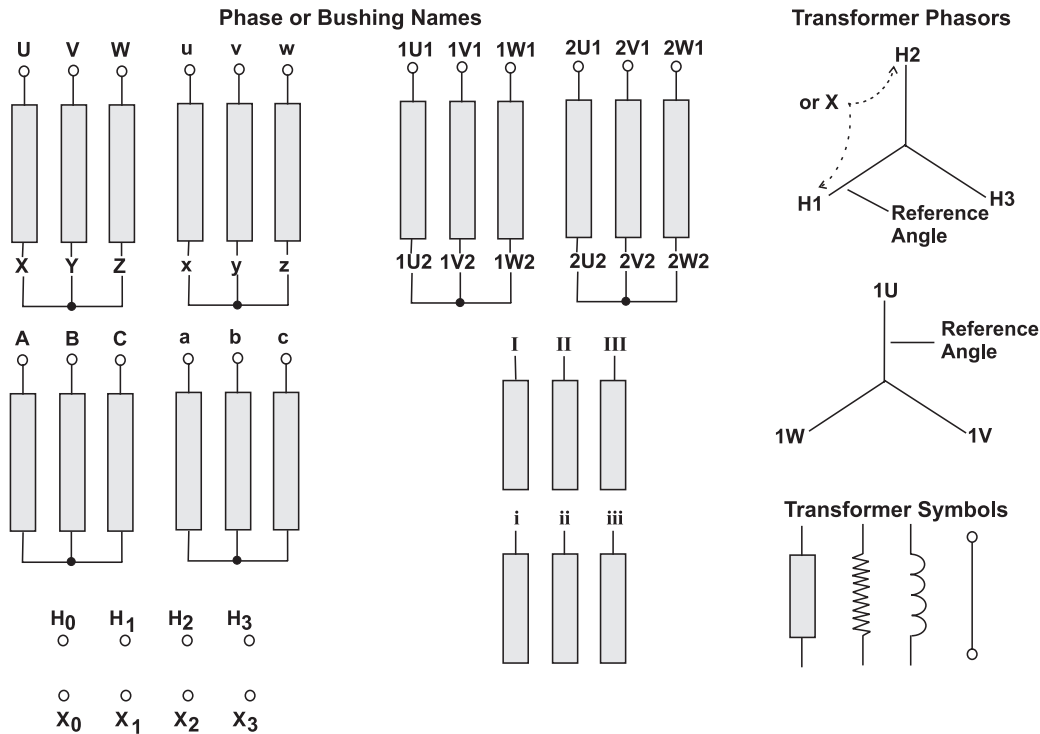 Phase or Bushing Names
U V W u v w 1U1 1V1 1W1 2U1 2V1 2W1
X Y Z x y z 1U2 1V2 1W2 2U2 2V2 2W2
A B C a b c
I II III
i ii iii
H0 H1 H2 H3
X0 X1 X2 X3
Transformer Phasors
H2
or X
H1 H3
Reference
Angle
1U
Reference
Angle
1W 1V
Transformer Symbols